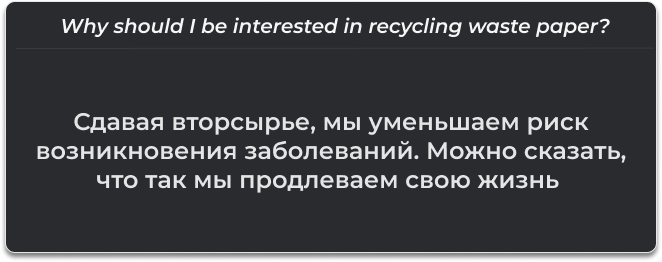 Why should I be interested in recycling waste paper?
Сдавая вторсырье, мы уменьшаем риск
возникновения заболеваний. Можно сказать,
что так мы продлеваем свою жизнь